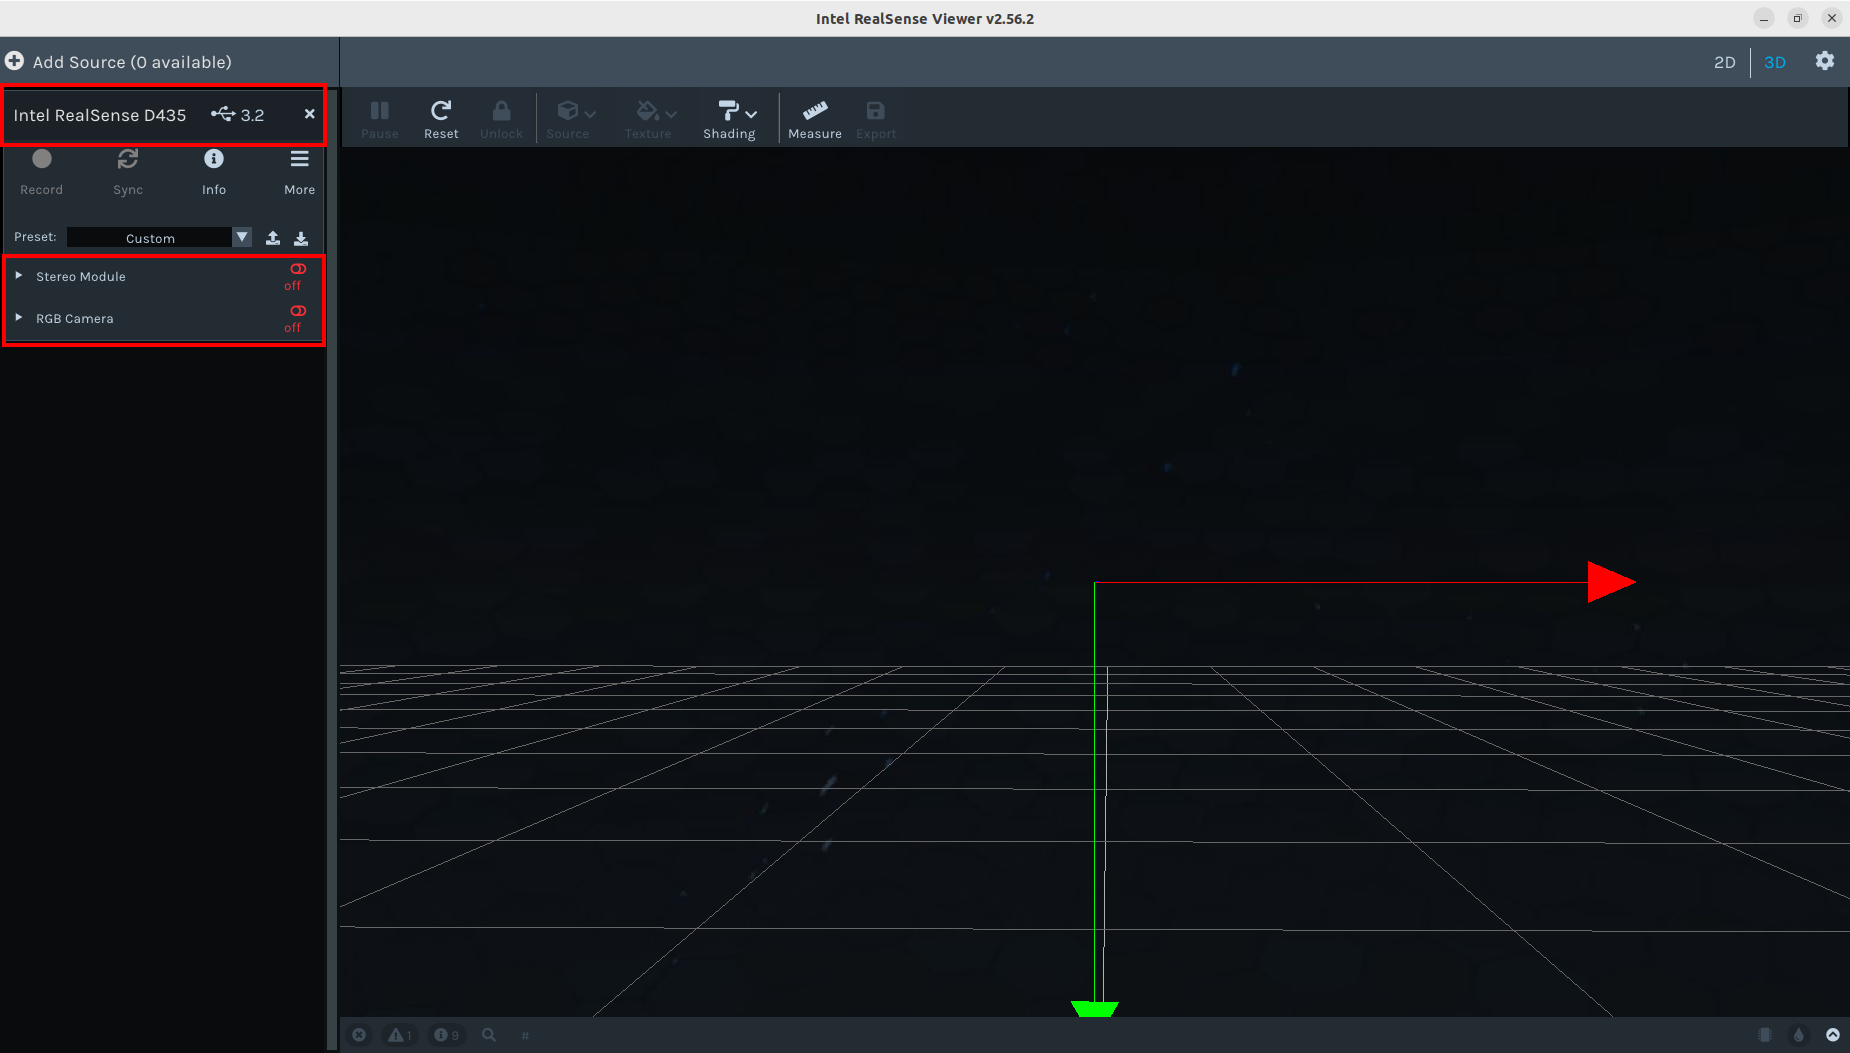 Intel RealSense Viewer v2.56.2
Add Source (0 available)
2D
3D
Intel RealSense D435
3.2
Pause
Reset
Unlock
Source
Texture
Shading
Measure
Export
Record
Sync
Info
More
Preset:
Custom
Stereo Module
off
RGB Camera
off
1
9
#